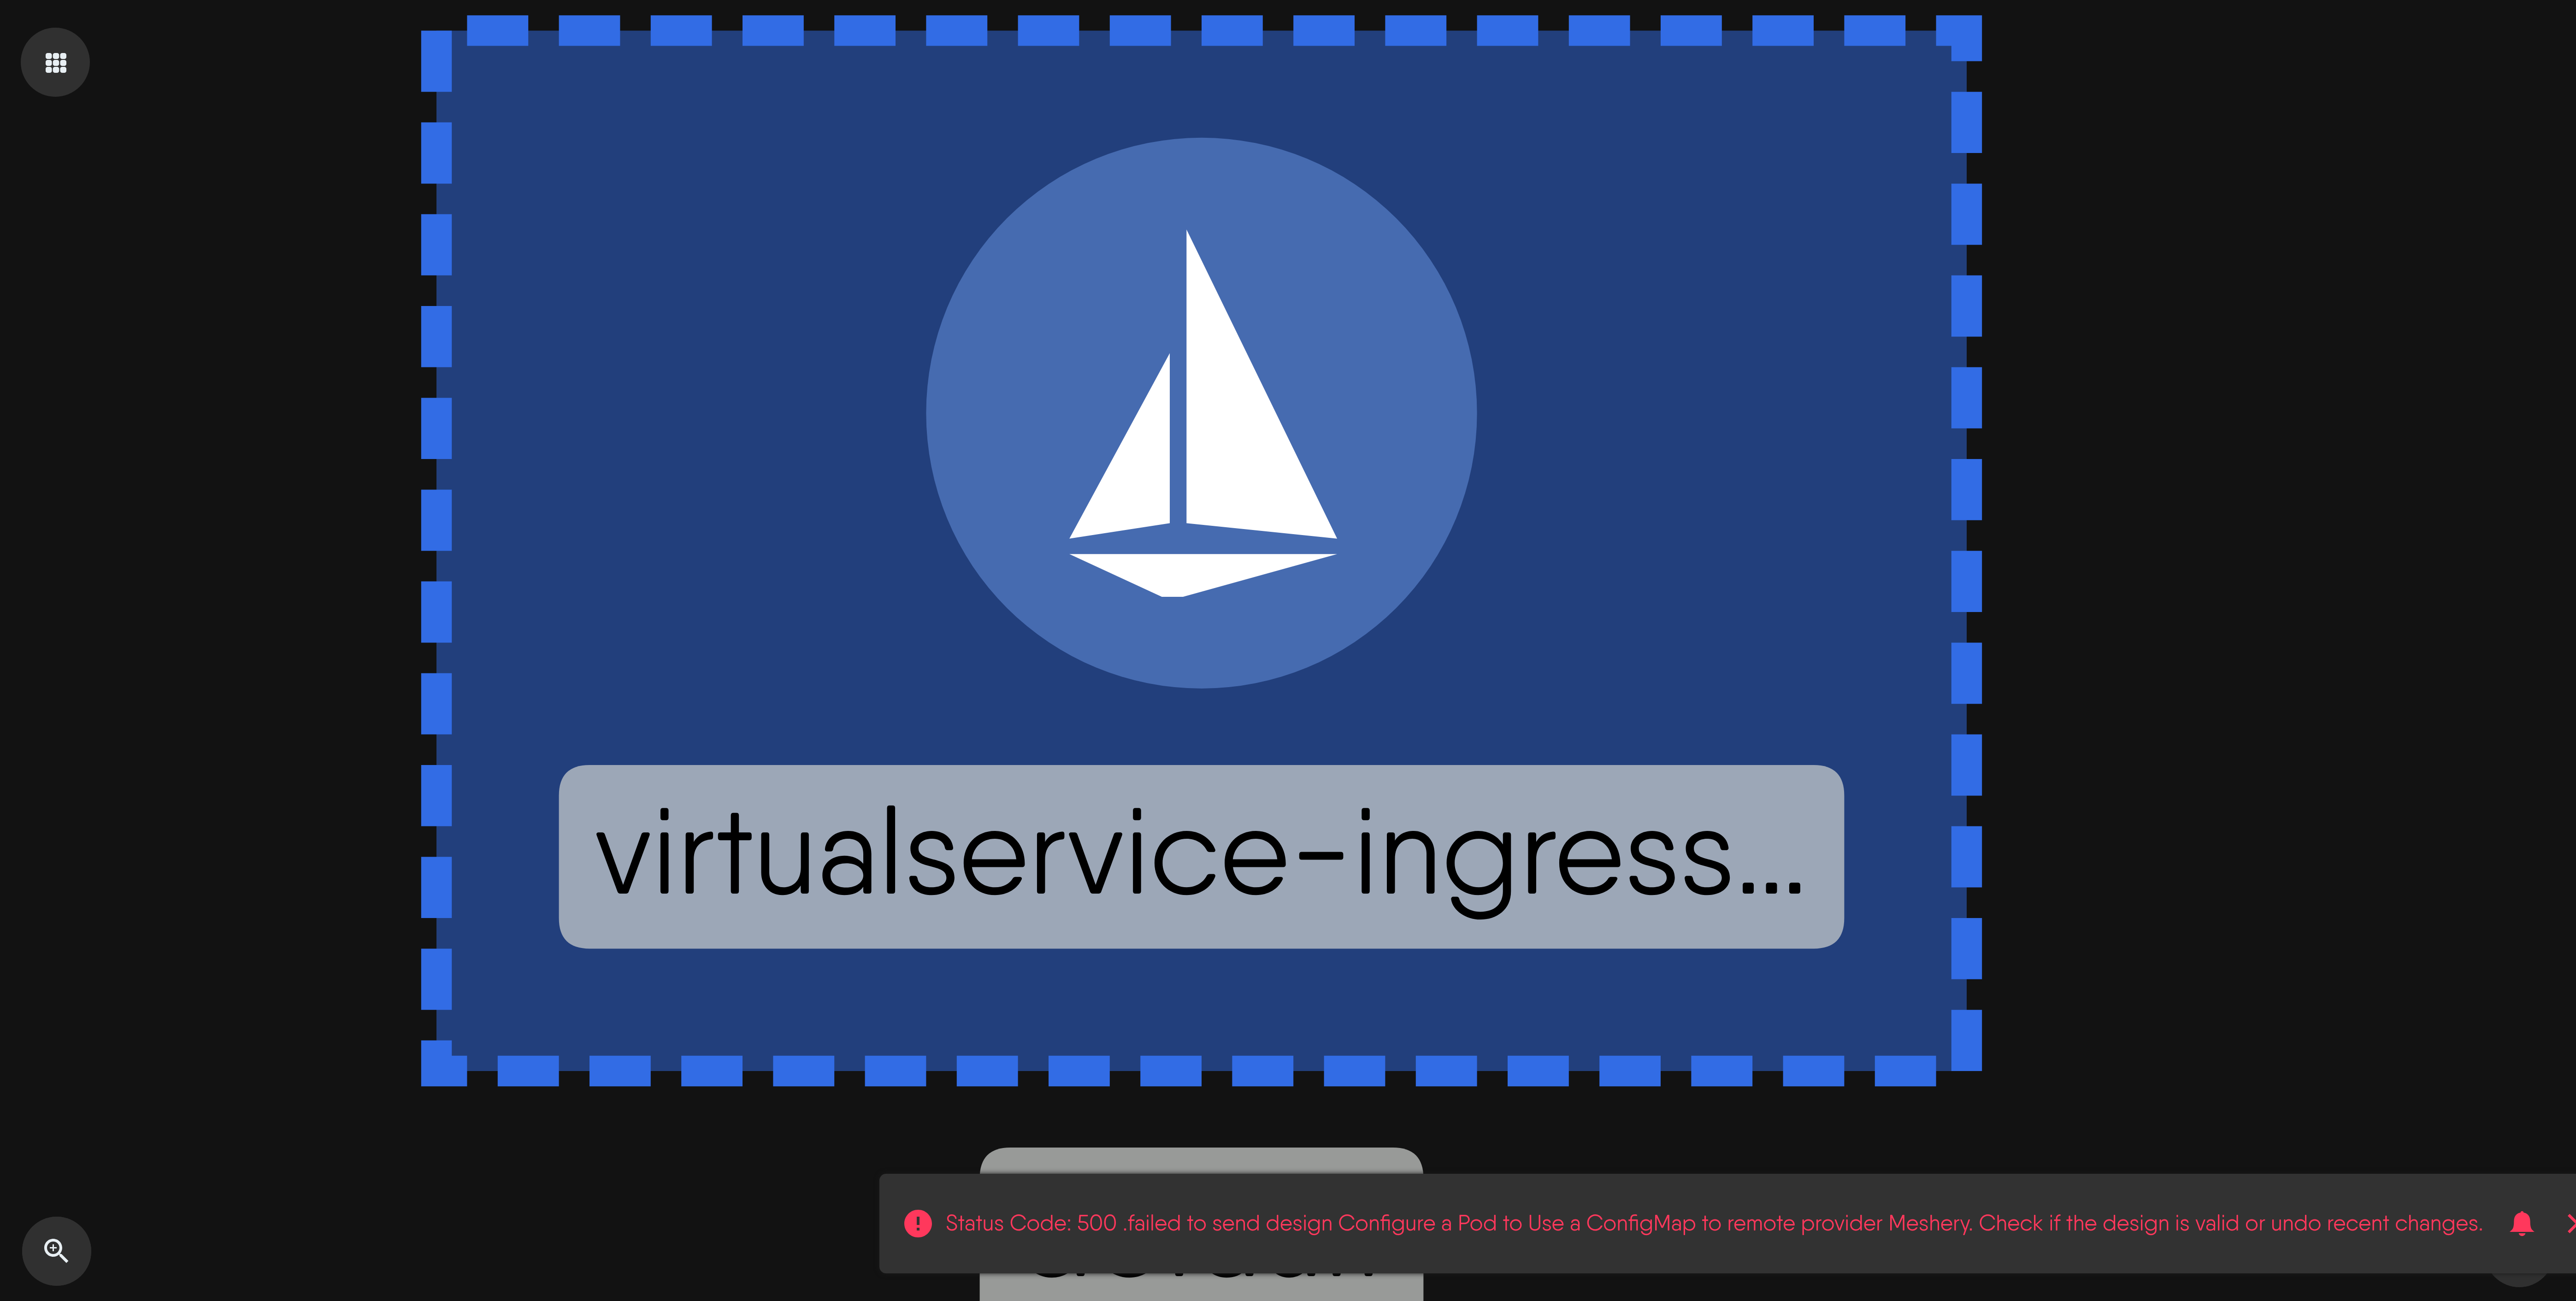 virtualservice-ingress...
Status Code: 500 .failed to send design Configure a Pod to Use a ConfigMap to remote provider Meshery. Check if the design is valid or undo recent changes.